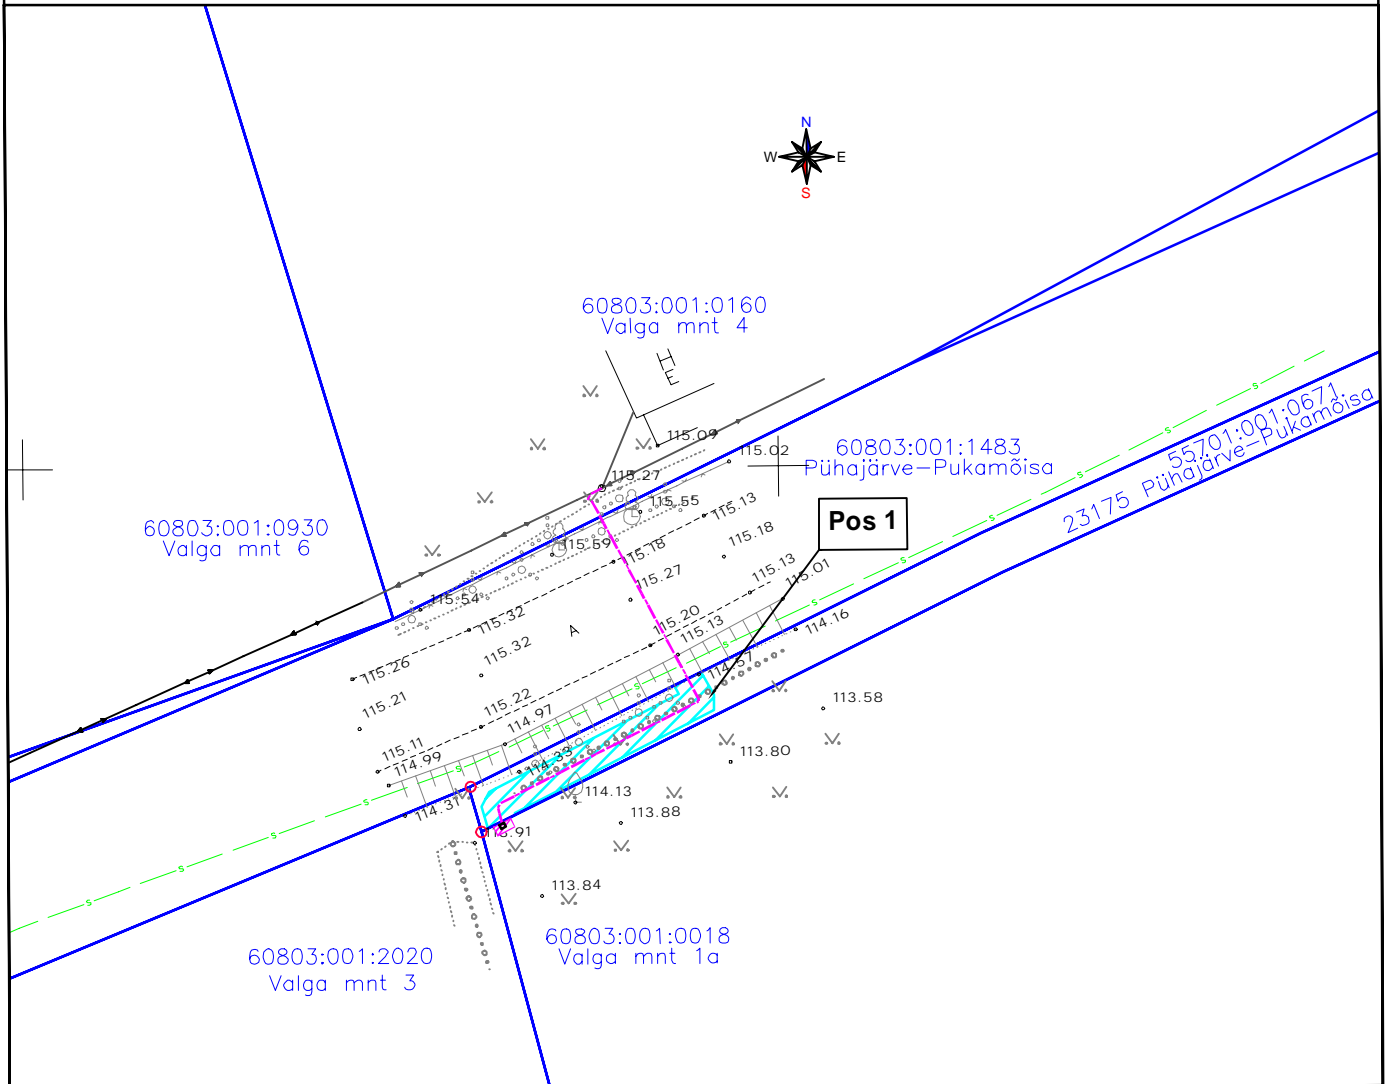 N
W
E
S
60803:001:0160
Valga mnt 4
H
E
115.09
115.02
60803:001:1483
Pühajärve-Pukamõisa
55701:001:0671
23175 Pühajärve-Pukamõisa
115.27
115.55
115.13
Pos 1
60803:001:0930
Valga mnt 6
115.59
115.18
115.18
115.27
115.13
115.01
115.54
115.32
A
115.20
115.13
114.16
115.32
115.26
114.57
115.21
115.22
113.58
114.97
115.11
113.80
114.99
114.33
114.13
114.31
113.88
113.91
113.84
60803:001:0018
Valga mnt 1a
60803:001:2020
Valga mnt 3
s
s
s
s
s
s
s
s
s
s
s
s
s